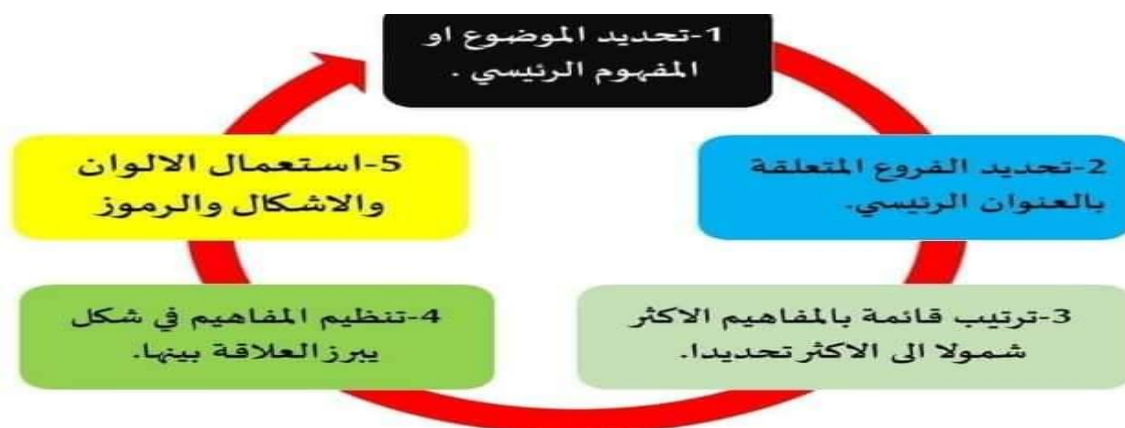 1-تحديد الموضوع او
المفهوم الرئيسي .
2-تحديد الفروع المتعلقة
بالعنوان الرئيسي.
3-ترتيب قائمة بالمفاهيم الاكثر
شمولا الى الاكثر تحديدا.
4-تنظيم المفاهيم في شكل
يبرز العلاقة بينها.
5-استعمال الالوان
والاشكال والرموز